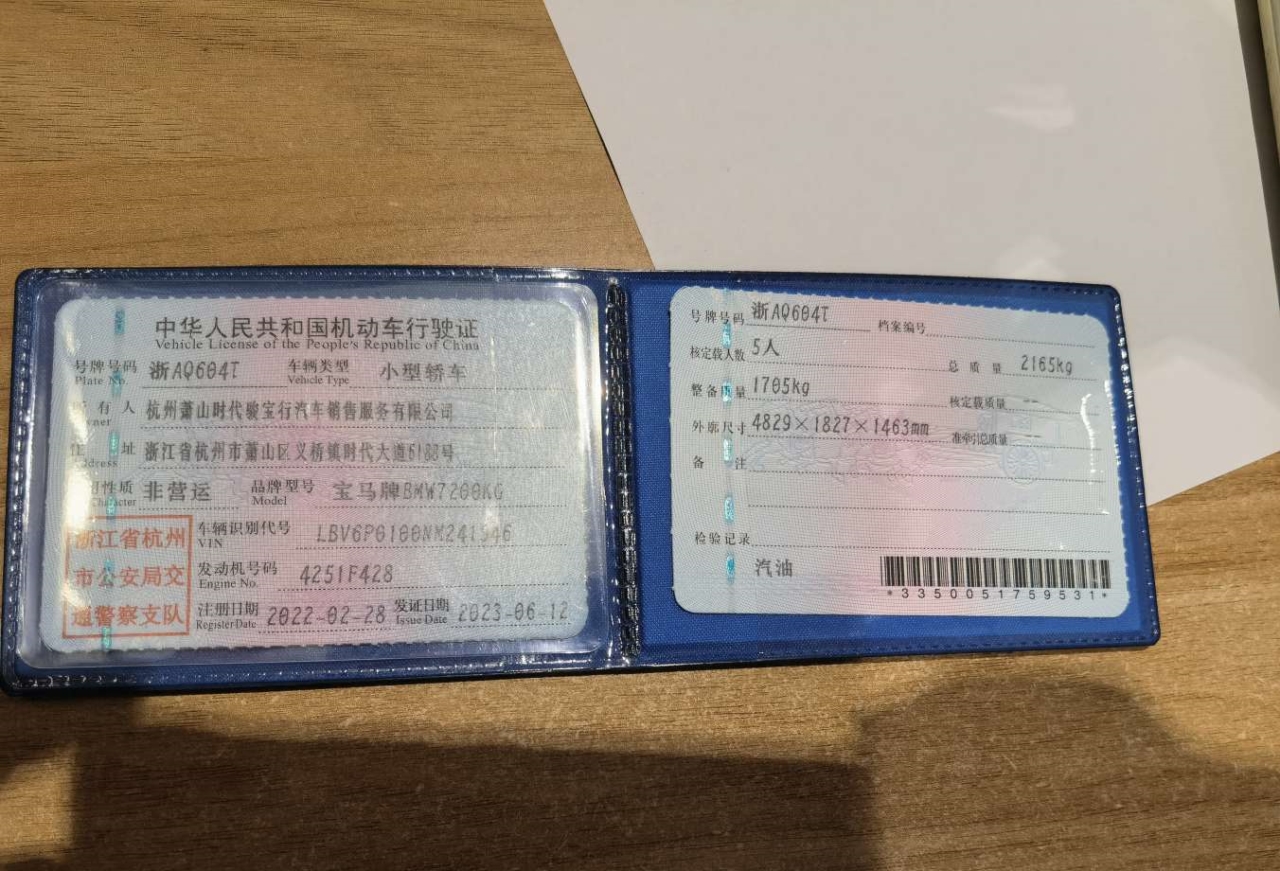 中华人民共和国机动车行驶证
Vehicle License of the People's Republic of China
号牌号码 浙AQ604T 车辆类型 小型轿车
Plate No. Vehicle Type
所有人 杭州萧山时代骏宝行汽车销售服务有限公司
Owner
住址 浙江省杭州市萧山区义桥镇时代大道6188号
Address
使用性质 非营运 品牌型号 宝马牌BMW7200KG
Character Model
浙江省杭州
市公安局交
通警察支队
车辆识别代号
VIN
发动机号码 4251F428
Engine No.
注册日期 2022-02-28 发证日期 2023-06-12
Register Date Issue Date
号牌号码 浙AQ604T 档案编号
核定载人数 5人 总质量 2165kg
整备质量 1705kg 核定载质量 --
外廓尺寸 4829×1827×1463mm 准牵引总质量 --
备注
检验记录
汽油
*3350051759531*